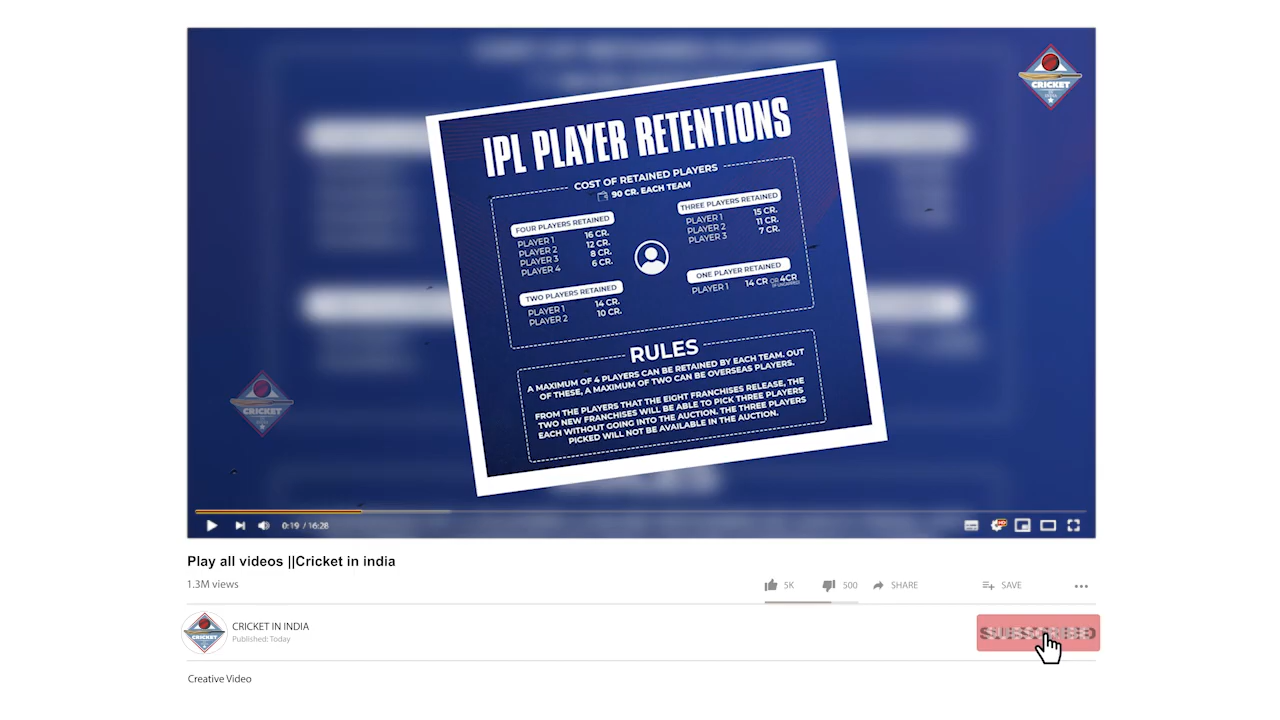 CRICKET
IPL PLAYER RETENTIONS
COST OF RETAINED PLAYERS
90 CR. EACH TEAM
FOUR PLAYERS RETAINED
PLAYER 1 16 CR.
PLAYER 2 12 CR.
PLAYER 3 8 CR.
PLAYER 4 6 CR.
THREE PLAYERS RETAINED
PLAYER 1 15 CR.
PLAYER 2 11 CR.
PLAYER 3 7 CR.
TWO PLAYERS RETAINED
PLAYER 1 14 CR.
PLAYER 2 10 CR.
ONE PLAYER RETAINED
PLAYER 1 14 CR OR 4CR
IF UNCAPPED
RULES
A MAXIMUM OF 4 PLAYERS CAN BE RETAINED BY EACH TEAM. OUT
OF THESE, A MAXIMUM OF TWO CAN BE OVERSEAS PLAYERS.
FROM THE PLAYERS THAT THE EIGHT FRANCHISES RELEASE, THE
TWO NEW FRANCHISES WILL BE ABLE TO PICK THREE PLAYERS
EACH WITHOUT GOING INTO THE AUCTION. THE THREE PLAYERS
PICKED WILL NOT BE AVAILABLE IN THE AUCTION.
CRICKET
0:19 / 16:28
HD
Play all videos ||Cricket in india
1.3M views
5K 500 SHARE SAVE
CRICKET
CRICKET IN INDIA
Published: Today
Creative Video